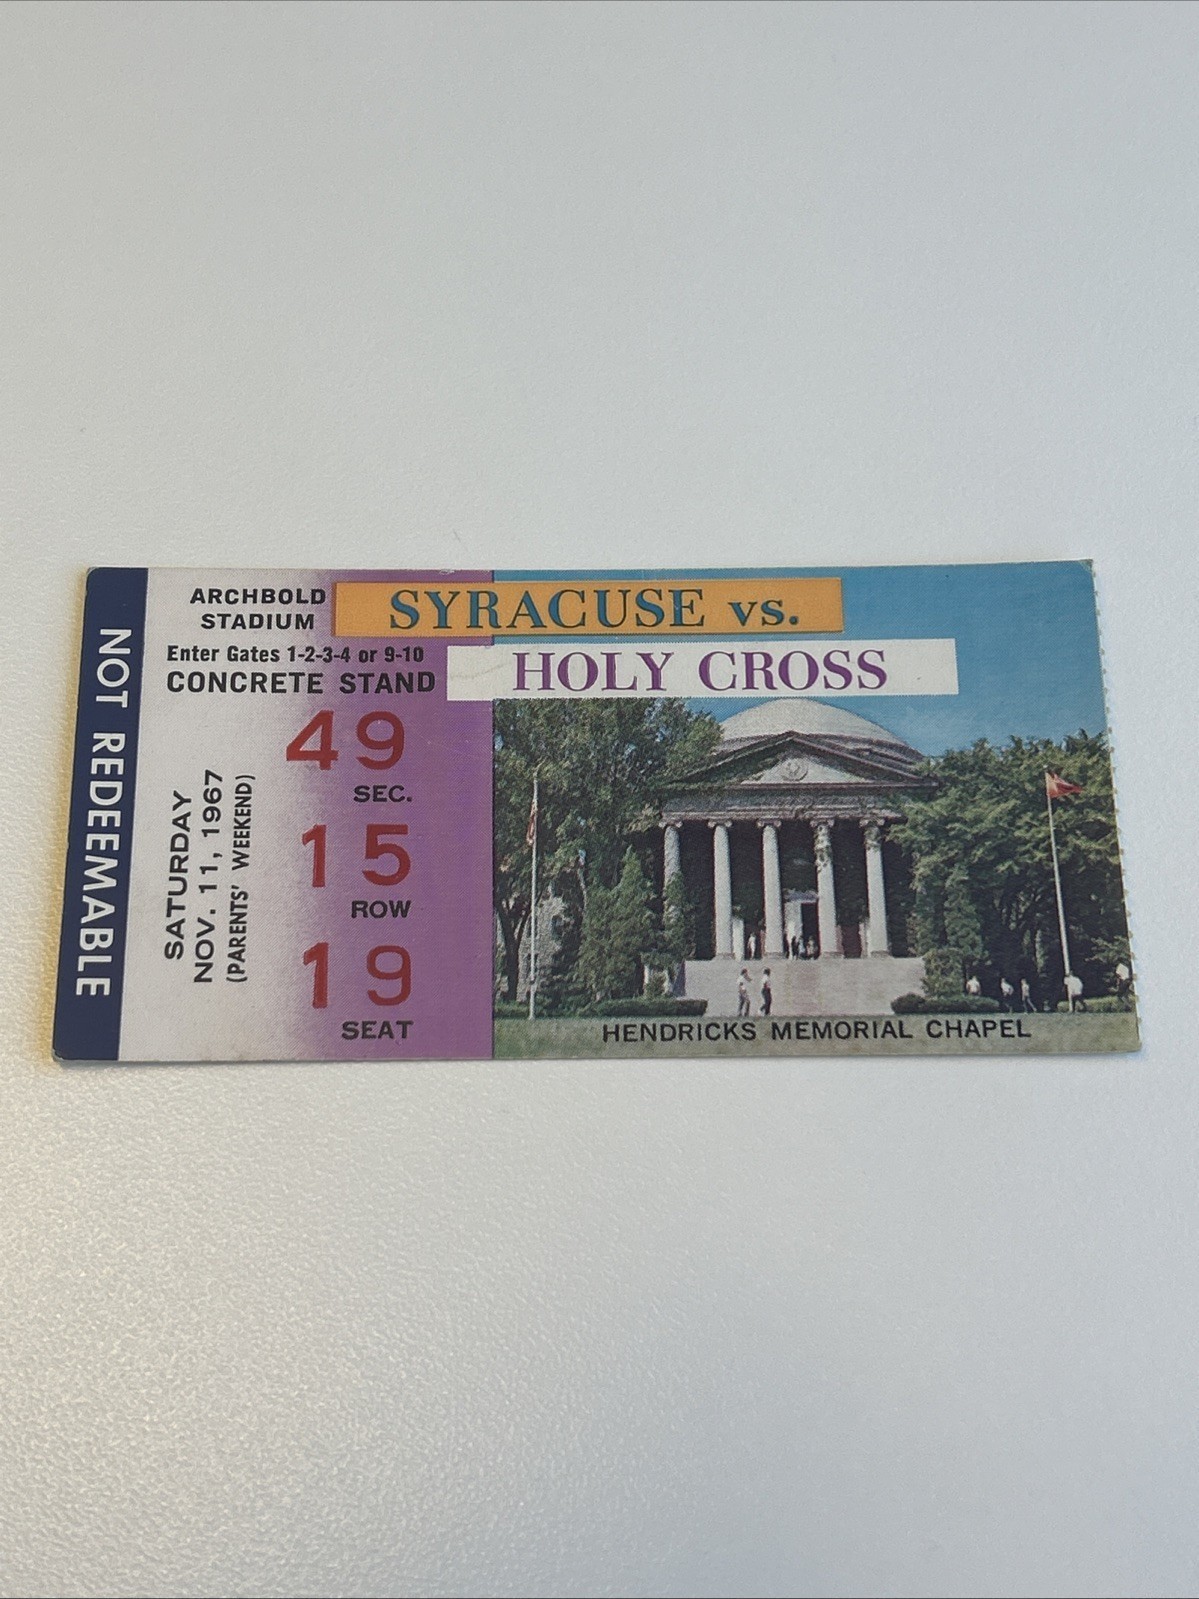 NOT REDEEMABLE
ARCHBOLD
STADIUM
Enter Gates 1-2-3-4 or 9-10
CONCRETE STAND
SATURDAY
NOV. 11, 1967
(PARENTS' WEEKEND)
49
SEC.
15
ROW
19
SEAT
SYRACUSE vs.
HOLY CROSS
HENDRICKS MEMORIAL CHAPEL